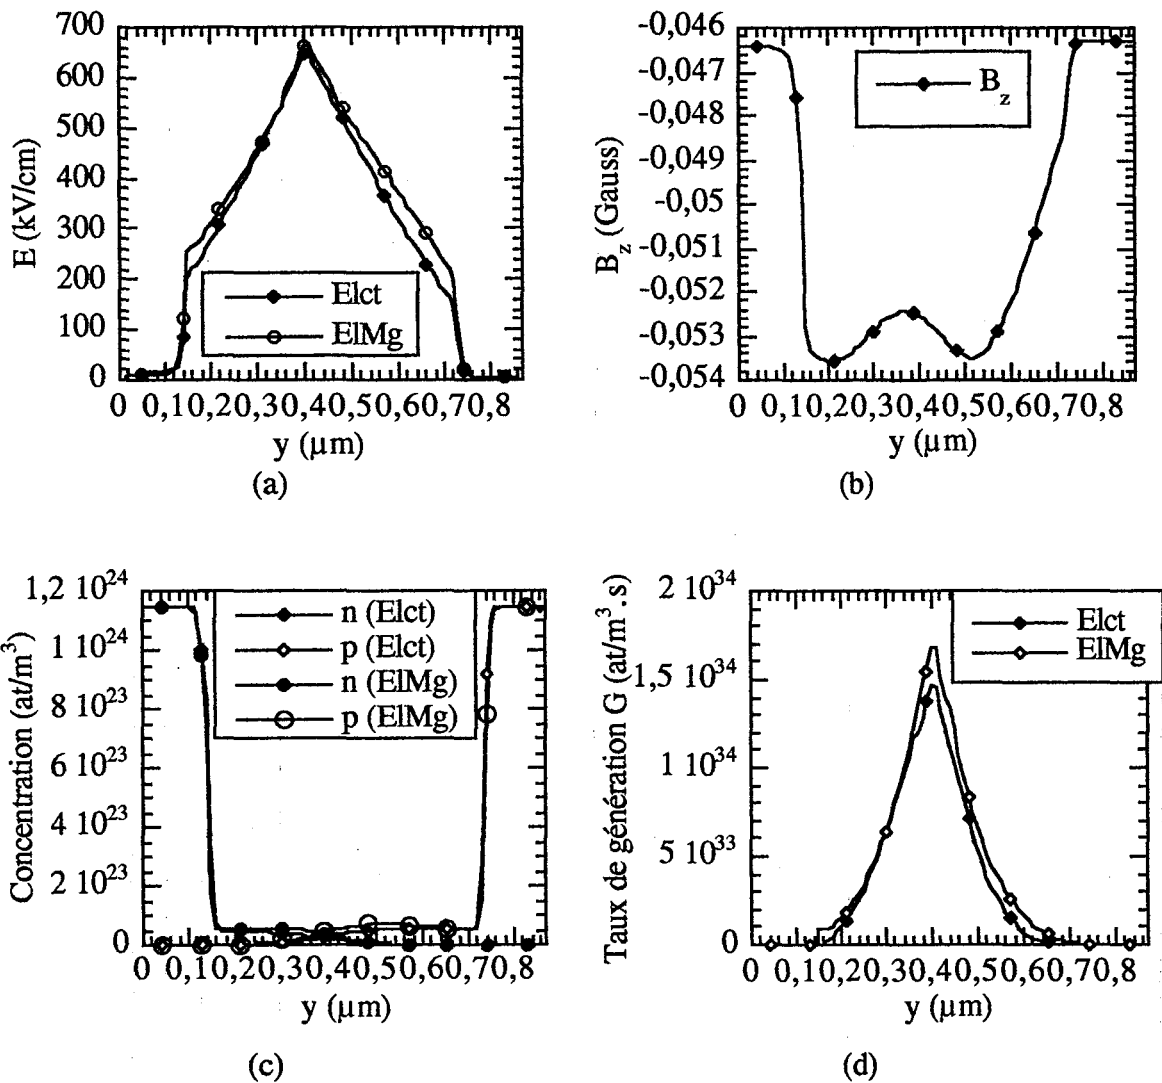 700
600
500
400
300
200
100
0
E (kV/cm)
Elct
ElMg
0 0,10,20,30,40,50,60,70,8
y (µm)
(a)
-0,046
-0,047
-0,048
-0,049
-0,05
-0,051
-0,052
-0,053
-0,054
B_z (Gauss)
B_z
0 0,10,20,30,40,50,60,70,8
y (µm)
(b)
1,2 10^24
1 10^24
8 10^23
6 10^23
4 10^23
2 10^23
0
Concentration (at/m^3)
n (Elct)
p (Elct)
n (ElMg)
p (ElMg)
0 0,10,20,30,40,50,60,70,8
y (µm)
(c)
2 10^34
1,5 10^34
1 10^34
5 10^33
0
Taux de génération G (at/m^3.s)
Elct
ElMg
0 0,10,20,30,40,50,60,70,8
y (µm)
(d)